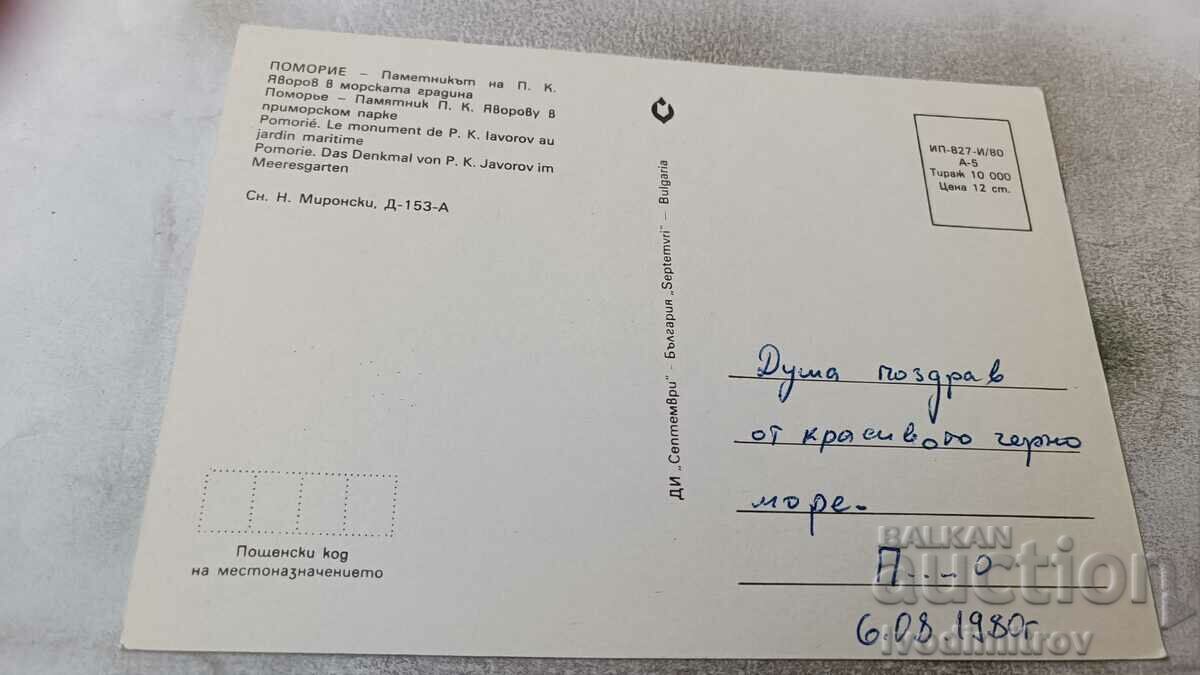 ПОМОРИЕ – Паметникът на П. К.
Яворов в морската градина
Поморье – Памятник П. К. Яворову в
приморском парке
Pomorié. Le monument de P. K. Iavorov au
jardin maritime
Pomorie. Das Denkmal von P. K. Javorov im
Meeresgarten
Сн. Н. Миронски, Д-153-А
Пощенски код
на местоназначението
ДИ „Септември" – България „Septemvri" – Bulgaria
ИП-827-И/80
А-5
Тираж 10 000
Цена 12 ст.
Дума поздрав
от красивото черно
море.
П....о
6.08.1980г
BALKAN
auction
ivodimitrov